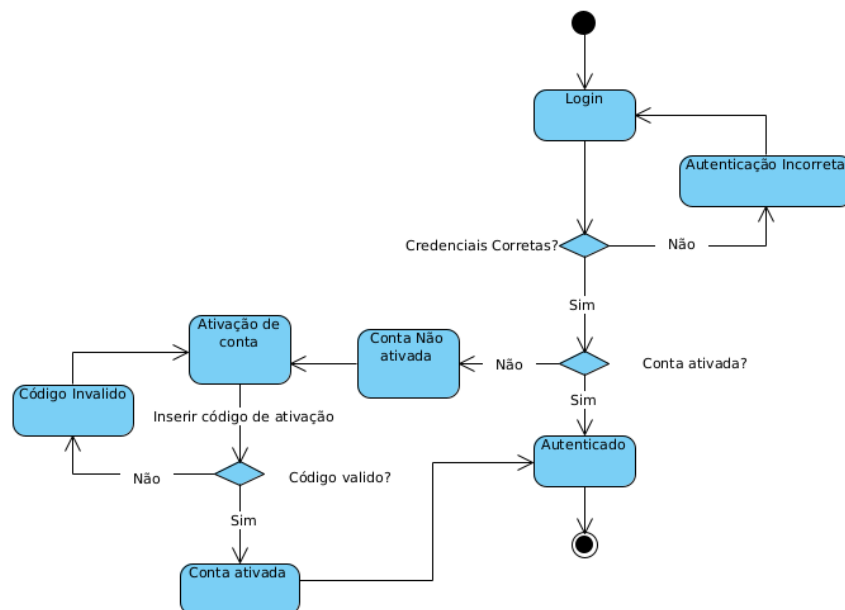 Login
Autenticação Incorreta
Credenciais Corretas?
Não
Sim
Ativação de
conta
Conta Não
ativada
Não
Conta ativada?
Código Invalido
Sim
Inserir código de ativação
Autenticado
Não
Código valido?
Sim
Conta ativada